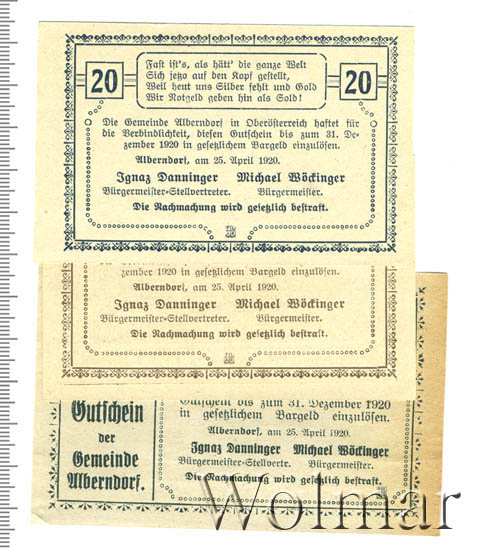 Fast ist's, als hätt' die ganze Welt
Sich jetzo auf den Kopf gestellt,
Weil heut uns Silber fehlt und Gold
Wir Notgeld geben hin als Sold!
20
20
Die Gemeinde Alberndorf in Oberösterreich haftet für
die Verbindlichkeit, diesen Gutschein bis zum 31. De-
zember 1920 in gesetzlichem Bargeld einzulösen.
Alberndorf, am 25. April 1920.
Ignaz Danninger Michael Wöckinger
Bürgermeister-Stellvertreter. Bürgermeister.
Die Nachmachung wird gesetzlich bestraft.
zember 1920 in gesetzlichem Bargeld einzulösen.
Alberndorf, am 25. April 1920.
Ignaz Danninger Michael Wöckinger
Bürgermeister-Stellvertreter. Bürgermeister.
Die Nachmachung wird gesetzlich bestraft.
Gutschein
der
Gemeinde
Alberndorf.
Gutschein bis zum 31. Dezember 1920
in gesetzlichem Bargeld einzulösen.
Alberndorf, am 25. April 1920.
Ignaz Danninger Michael Wöckinger
Bürgermeister-Stellvertr. Bürgermeister.
Die Nachmachung wird gesetzlich bestraft.
Wolmar